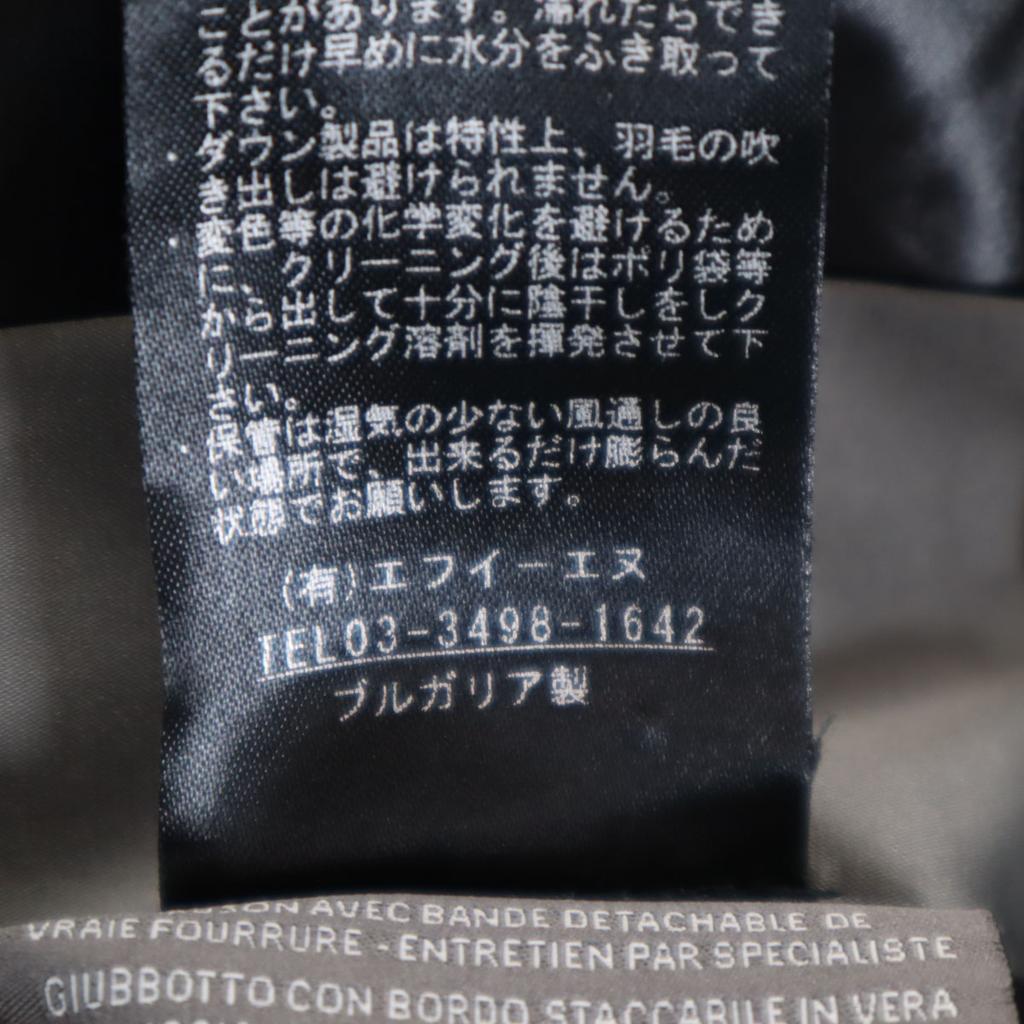 とがあります。濡れたらでき
るだけ早めに水分をふき取って
下さい。
・ダウン製品は特性上、羽毛の吹
き出しは避けられません。
・変色等の化学変化を避けるため
に、クリーニング後はポリ袋等
から出して十分に陰干しをしク
リーニング溶剤を揮発させて下
さい。
・保管は湿気の少ない風通しの良
い場所で、出来るだけ膨らんだ
状態でお願いします。
(有)エフイーエヌ
TEL03-3498-1642
ブルガリア製
AVEC BANDE DETACHABLE DE
VRAIE FOURRURE - ENTRETIEN PAR SPECIALISTE
GIUBBOTTO CON BORDO STACCABILE IN VERA